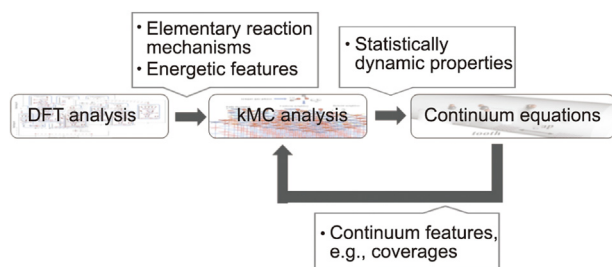 • Elementary reaction
mechanisms
• Energetic features
• Statistically
dynamic properties
DFT analysis
kMC analysis
Continuum equations
• Continuum features,
e.g., coverages